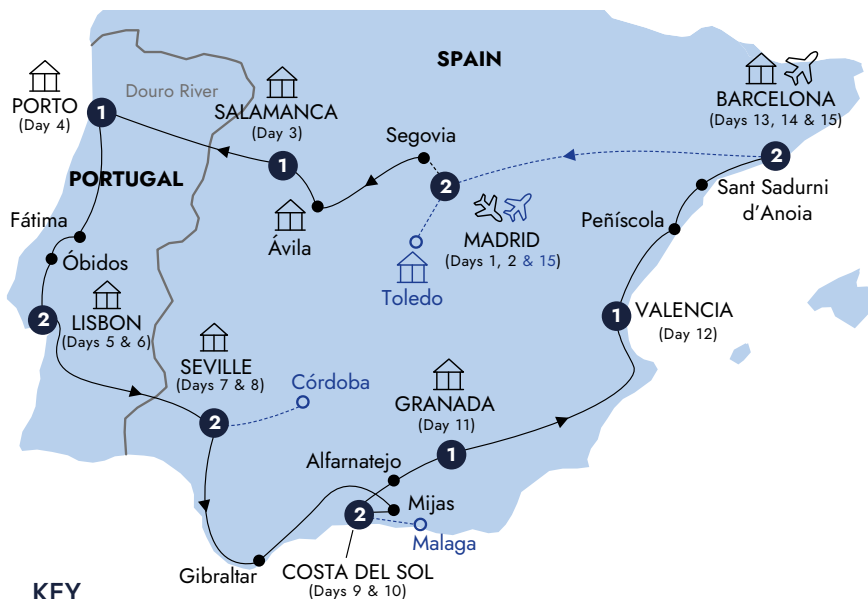 SPAIN
PORTO
(Day 4)
1
Douro River
SALAMANCA
(Day 3)
1
Segovia
BARCELONA
(Days 13, 14 & 15)
2
PORTUGAL
Ávila
2
MADRID
(Days 1, 2 & 15)
Toledo
Sant Sadurni
d’Anoia
Peñíscola
Fátima
Óbidos
2
LISBON
(Days 5 & 6)
SEVILLE
(Days 7 & 8)
2
Córdoba
GRANADA
(Day 11)
1
1
VALENCIA
(Day 12)
Alfarnatejo
Mijas
2
Malaga
Gibraltar
COSTA DEL SOL
(Days 9 & 10)
KEY